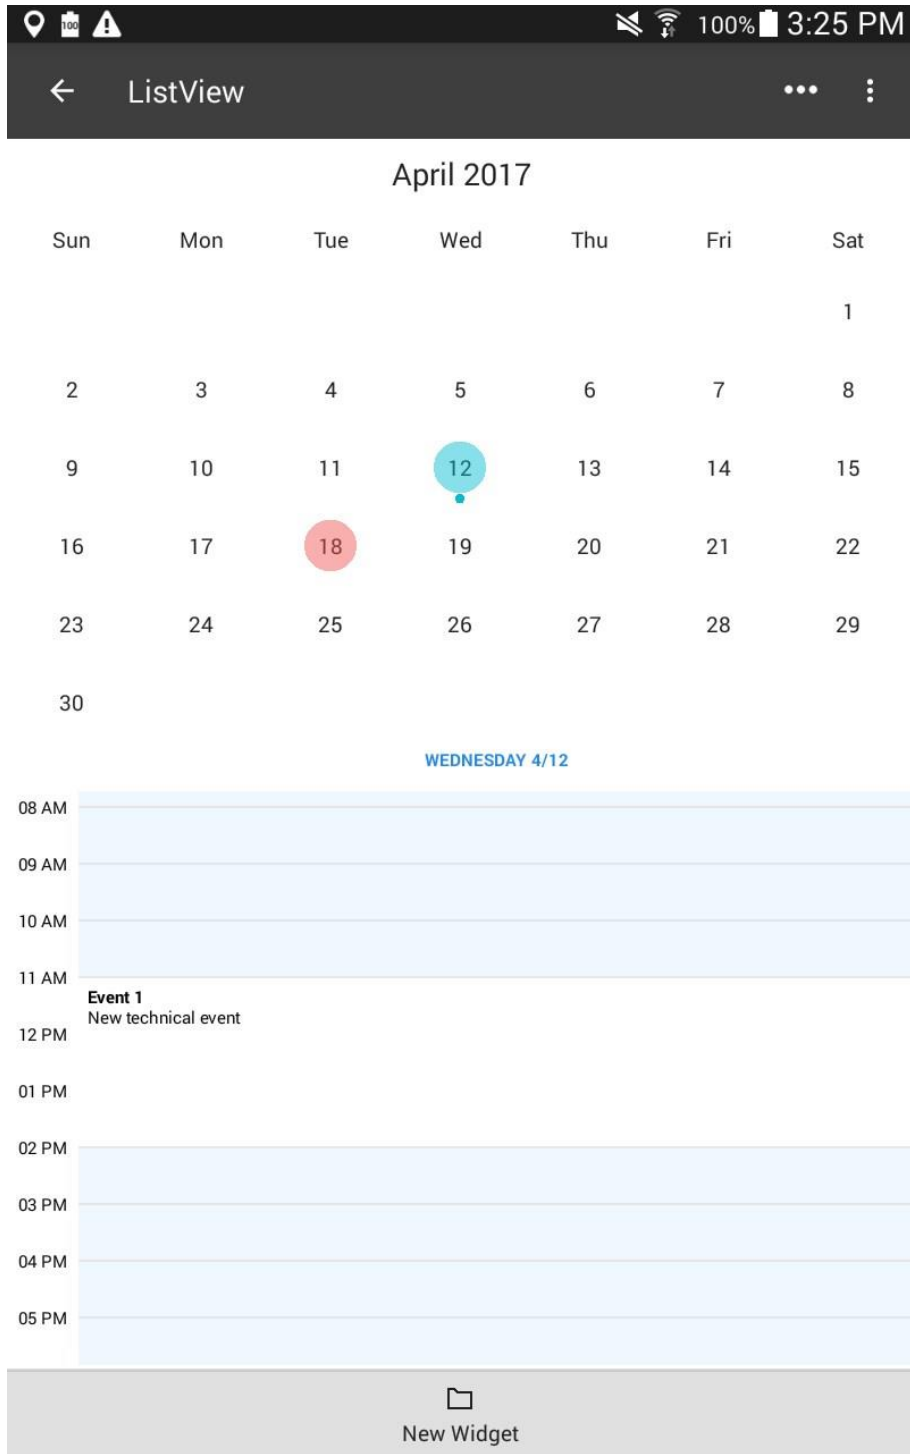 100 100% 3:25 PM
ListView
April 2017
Sun Mon Tue Wed Thu Fri Sat
1
2 3 4 5 6 7 8
9 10 11 12 13 14 15
16 17 18 19 20 21 22
23 24 25 26 27 28 29
30
WEDNESDAY 4/12
08 AM
09 AM
10 AM
11 AM
Event 1
New technical event
12 PM
01 PM
02 PM
03 PM
04 PM
05 PM
New Widget